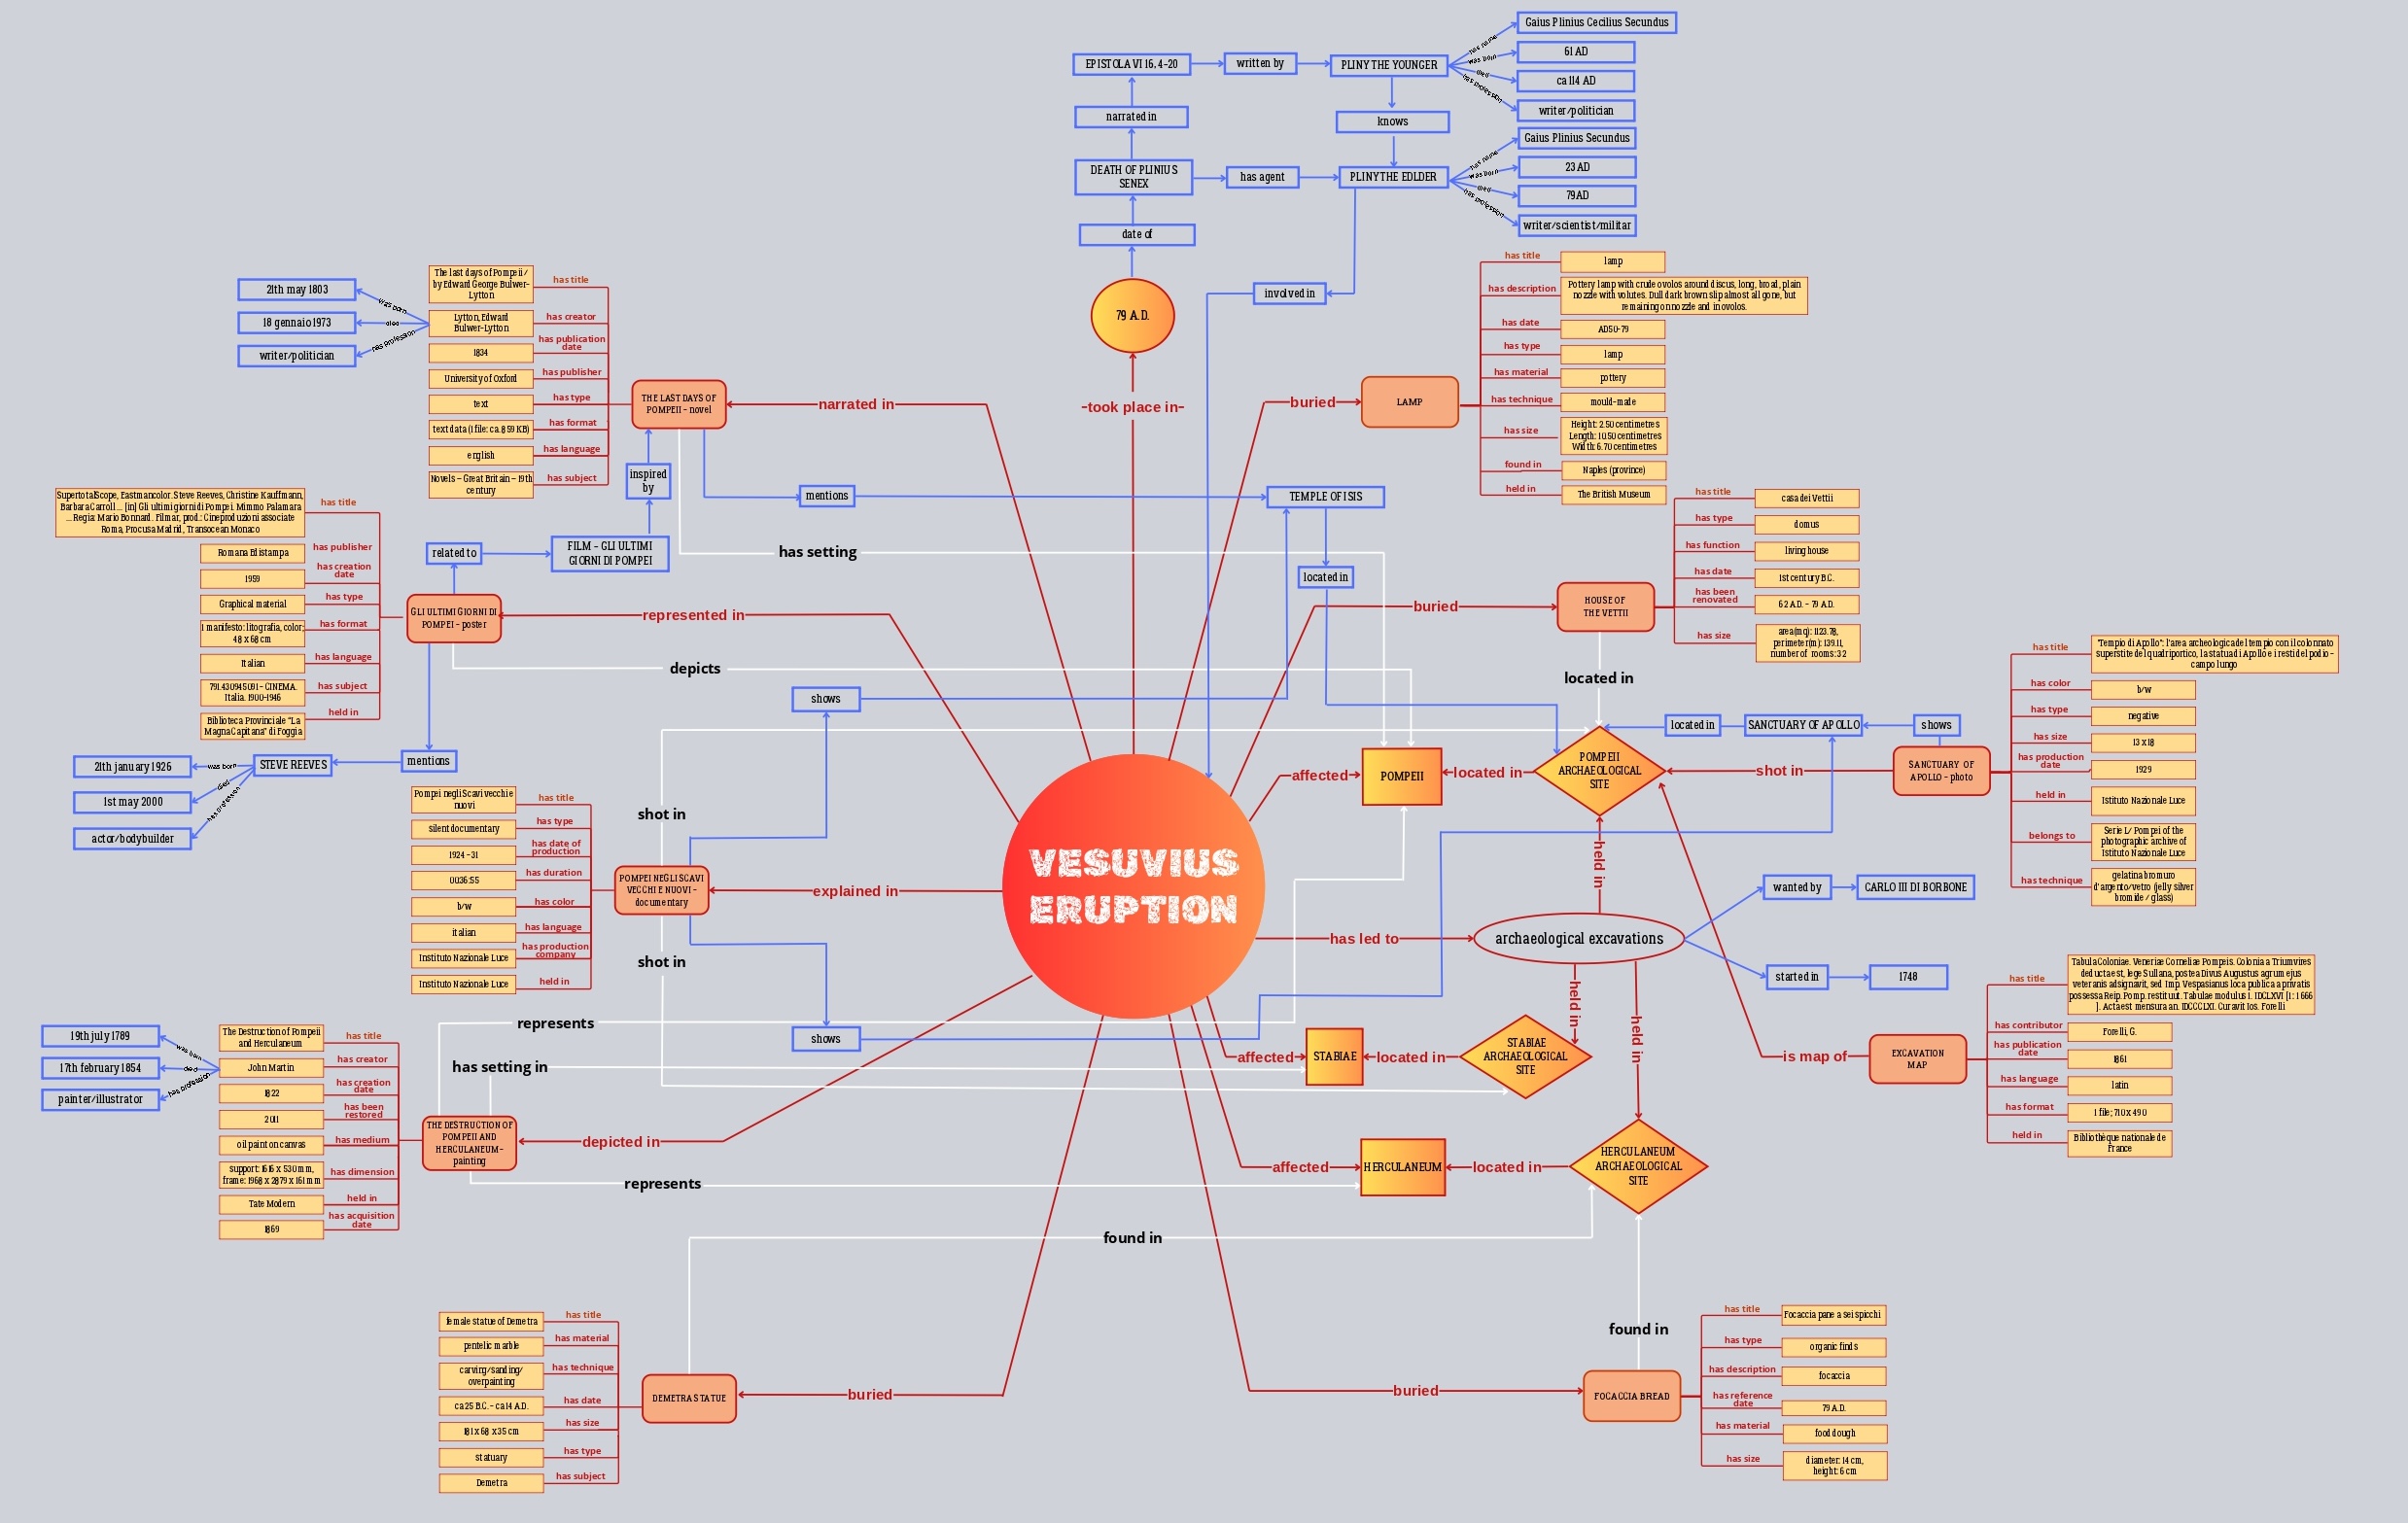 Gaius Plinius Cecilius Secundus
has name
61 AD
was born
ca 114 AD
died
writer/politician
has profession
EPISTOLA VI 16, 4-20
written by
PLINY THE YOUNGER
narrated in
knows
Gaius Plinius Secundus
has name
23 AD
was born
79AD
died
writer/scientist/militar
has profession
DEATH OF PLINIUS
SENEX
has agent
PLINY THE EDLDER
date of
involved in
79 A.D.
-took place in-
The last days of Pompeii /
by Edward George Bulwer-
Lytton
has title
Lytton, Edward
Bulwer-Lytton
has creator
1834
has publication
date
University of Oxford
has publisher
text
has type
text data (1 file: ca. 859 KB)
has format
english
has language
Novels - Great Britain - 19th
century
has subject
21th may 1803
was born
18 gennaio 1973
died
writer/politician
has profession
THE LAST DAYS OF
POMPEII - novel
narrated in
inspired
by
mentions
TEMPLE OF ISIS
located in
has setting
buried
LAMP
has title
lamp
has description
Pottery lamp with crude ovolos around discus, long, broad, plain
nozzle with volutes. Dull dark brown slip almost all gone, but
remaining on nozzle and in ovolos.
has date
AD50-79
has type
lamp
has material
pottery
has technique
mould-made
has size
Height: 2.50 centimetres
Length: 10.50 centimetres
Width: 6.70 centimetres
found in
Naples (province)
held in
The British Museum
SupertotalScope, Eastmancolor. Steve Reeves, Christine Kauffmann,
Barbara Carroll ... [in] Gli ultimi giorni di Pompei. Mimmo Palamara
... Regia: Mario Bonnard. Filmar, prod.: Cineproduzioni associate
Roma, Procusa Madrid, Transocean Monaco
has title
Romana Edistampa
has publisher
1959
has creation
date
Graphical material
has type
1 manifesto: litografia, color;
48 x 68 cm
has format
Italian
has language
791.430945091 - CINEMA.
Italia. 1900-1946
has subject
Biblioteca Provinciale "La
Magna Capitana" di Foggia
held in
related to
FILM - GLI ULTIMI
GIORNI DI POMPEI
GLI ULTIMI GIORNI DI
POMPEI - poster
represented in
depicts
mentions
STEVE REEVES
21th january 1926
was born
1st may 2000
died
actor/bodybuilder
has profession
buried
HOUSE OF
THE VETTII
has title
casa dei Vettii
has type
domus
has function
living house
has date
1st century B.C.
has been
renovated
62 A.D. - 79 A.D.
has size
area(mq): 1123.78,
perimeter(m): 139.11,
number of rooms: 32
located in
shows
affected
POMPEII
located in
POMPEII
ARCHAEOLOGICAL
SITE
located in
SANCTUARY OF APOLLO
shows
shot in
SANCTUARY OF
APOLLO - photo
has title
"Tempio di Apollo": l'area archeologica del tempio con il colonnato
superstite del quadriportico, la statua di Apollo e i resti del podio -
campo lungo
has color
b/w
has type
negative
has size
13 x 18
has production
date
1929
held in
Istituto Nazionale Luce
belongs to
Serie L/ Pompei of the
photographic archive of
Istituto Nazionale Luce
has technique
gelatina bromuro
d'argento/vetro (jelly silver
bromide / glass)
Pompei negli Scavi vecchi e
nuovi
has title
silent documentary
has type
1924 -31
has date of
production
00:36:55
has duration
b/w
has color
italian
has language
Instituto Nazionale Luce
has production
company
Instituto Nazionale Luce
held in
shot in
POMPEI NEGLI SCAVI
VECCHI E NUOVI -
documentary
explained in
shot in
shows
VESUVIUS
ERUPTION
has led to
archaeological excavations
held in
held in
held in
wanted by
CARLO III DI BORBONE
started in
1748
is map of
EXCAVATION
MAP
has title
Tabula Coloniae. Veneriae Corneliae Pompeis. Colonia a Triumvires
deducta est, lege Sullana, postea Divus Augustus agrum ejus
veteranis adsignavit, sed Imp. Vespasianus loca publica a privatis
possessa Reip. Pomp. restituut. Tabulae modulus I. IDCLXVI [1 : 1 666
]. Acta est mensura an. IDCCCLXI. Curavit Ios. Fiorelli
has contributor
Fiorelli, G.
has publication
date
1861
has language
latin
has format
1 file; 710 x 490
held in
Bibliothèque nationale de
France
affected
STABIAE
located in
STABIAE
ARCHAEOLOGICAL
SITE
affected
HERCULANEUM
located in
HERCULANEUM
ARCHAEOLOGICAL
SITE
represents
has setting in
19th july 1789
was born
17th february 1854
died
painter/illustrator
has profession
The Destruction of Pompeii
and Herculaneum
has title
John Martin
has creator
1822
has creation
date
2011
has been
restored
oil paint on canvas
has medium
support: 1616 x 530 mm,
frame: 1968 x 2879 x 161 mm
has dimension
Tate Modern
held in
1869
has acquisition
date
THE DESTRUCTION OF
POMPEII AND
HERCULANEUM -
painting
depicted in
represents
found in
female statue of Demetra
has title
pentelic marble
has material
carving/sanding/
overpainting
has technique
ca 25 B.C. - ca 14 A.D.
has date
181 x 68 x 35 cm
has size
statuary
has type
Demetra
has subject
DEMETRA STATUE
buried
buried
found in
FOCACCIA BREAD
has title
Focaccia pane a sei spicchi
has type
organic finds
has description
focaccia
has reference
date
79 A.D.
has material
food dough
has size
diameter: 14 cm,
height: 6 cm